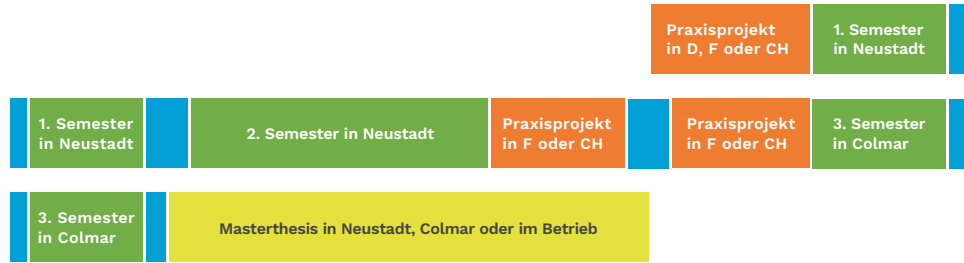 Praxisprojekt
in D, F oder CH
1. Semester
in Neustadt
1. Semester
in Neustadt
2. Semester in Neustadt
Praxisprojekt
in F oder CH
Praxisprojekt
in F oder CH
3. Semester
in Colmar
3. Semester
in Colmar
Masterthesis in Neustadt, Colmar oder im Betrieb